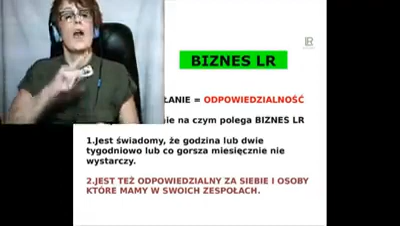 LR
BIZNES LR
ŁANIE = ODPOWIEDZIALNOŚĆ
ie na czym polega BIZNES LR
1.Jest świadomy, że godzina lub dwie
tygodniowo lub co gorsza miesięcznie nie
wystarczy.
2.JEST TEŻ ODPOWIEDZIALNY ZA SIEBIE I OSOBY
KTÓRE MAMY W SWOICH ZESPOŁACH.